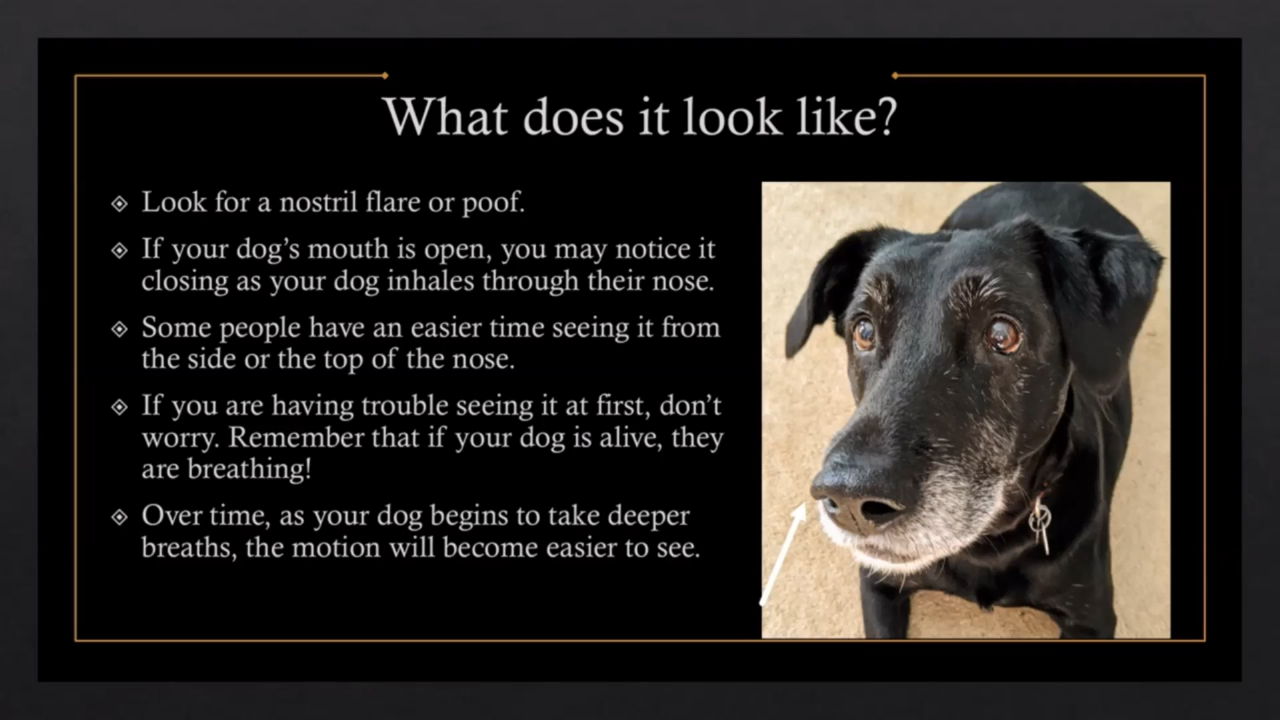 What does it look like?
Look for a nostril flare or poof.
If your dog’s mouth is open, you may notice it
closing as your dog inhales through their nose.
Some people have an easier time seeing it from
the side or the top of the nose.
If you are having trouble seeing it at first, don’t
worry. Remember that if your dog is alive, they
are breathing!
Over time, as your dog begins to take deeper
breaths, the motion will become easier to see.